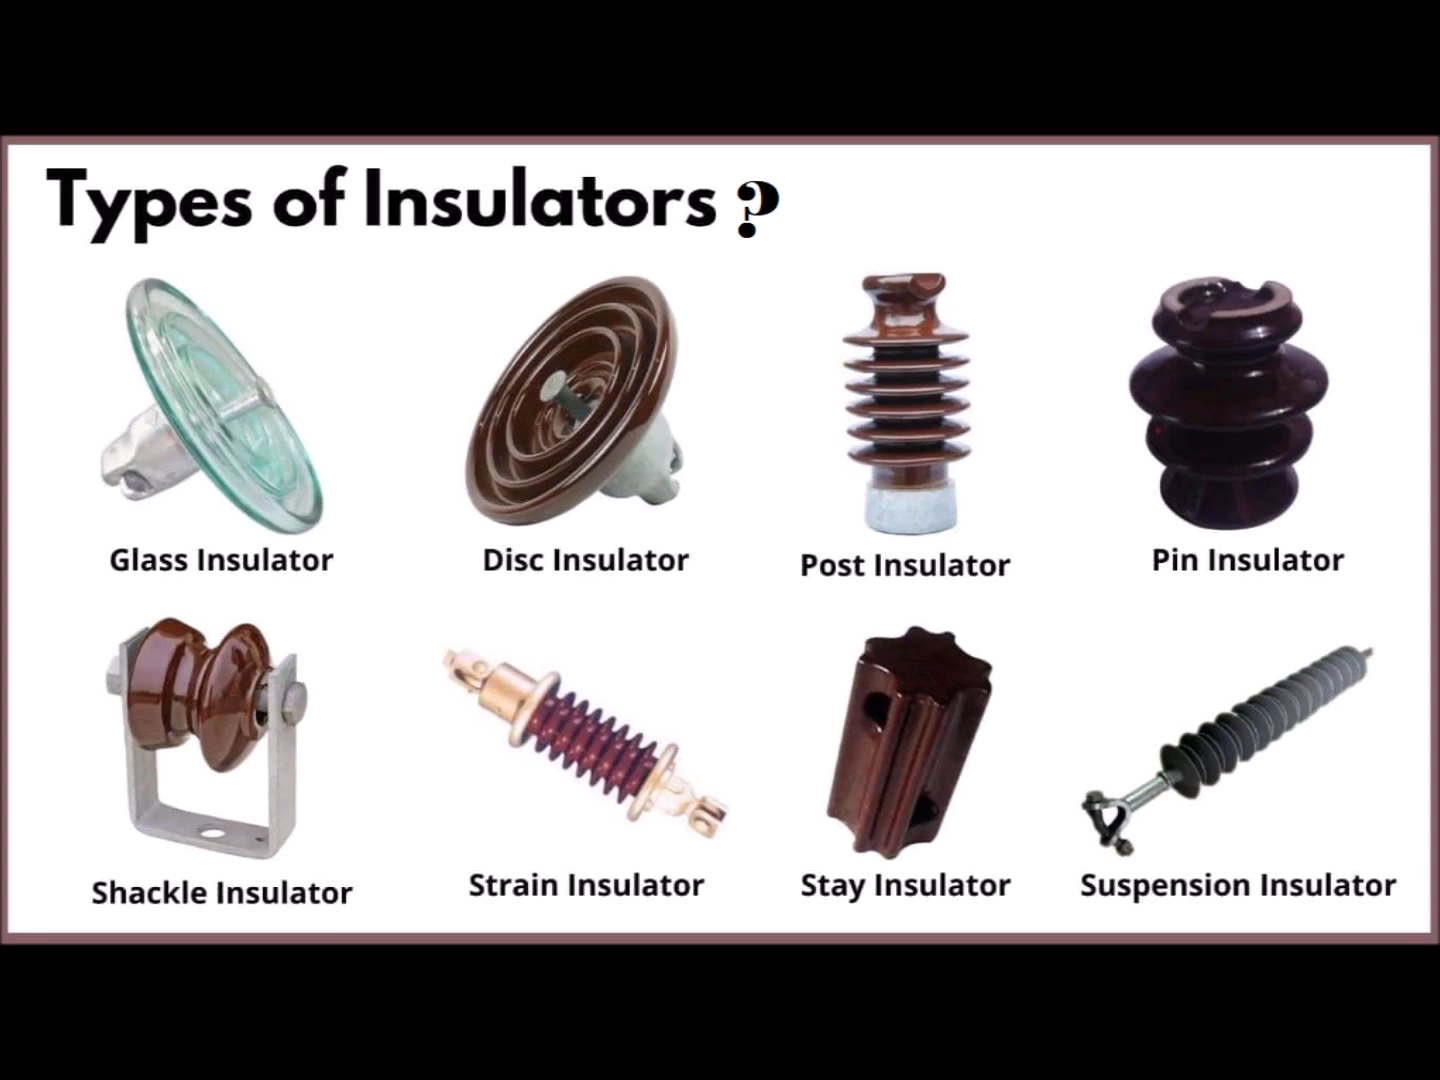 Types of Insulators ?
Glass Insulator
Disc Insulator
Post Insulator
Pin Insulator
Shackle Insulator
Strain Insulator
Stay Insulator
Suspension Insulator